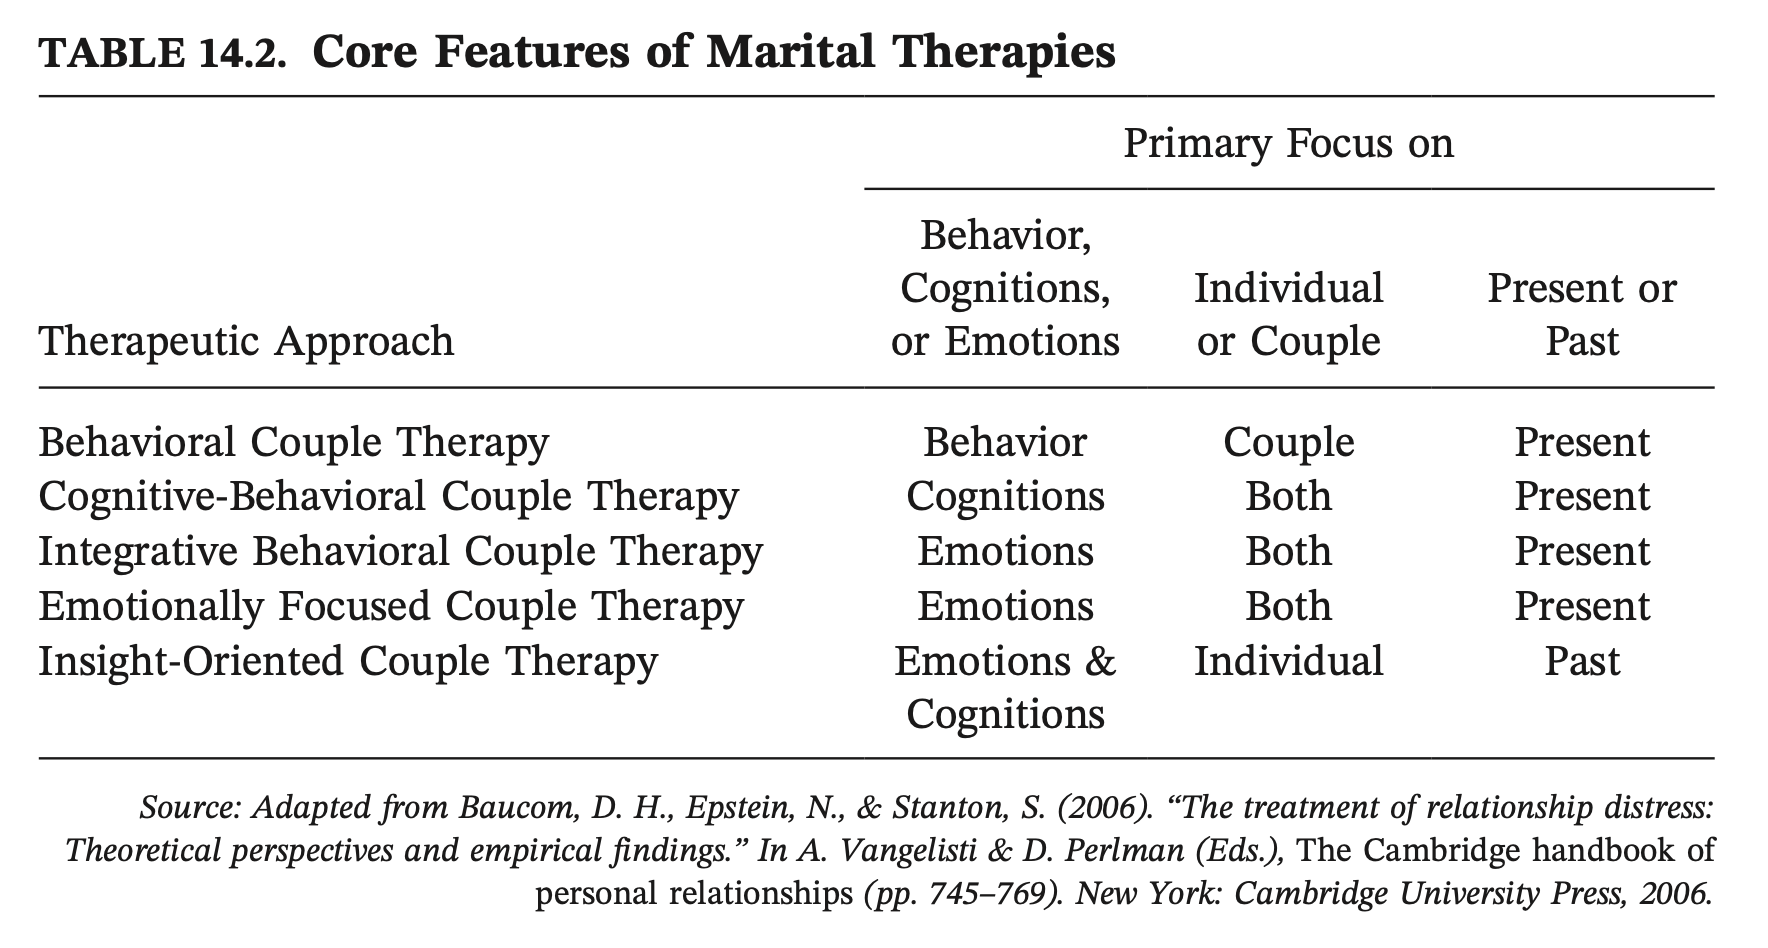 TABLE 14.2. Core Features of Marital Therapies
Primary Focus on
Behavior,
Cognitions, Individual Present or
Therapeutic Approach or Emotions or Couple Past
Behavioral Couple Therapy Behavior Couple Present
Cognitive-Behavioral Couple Therapy Cognitions Both Present
Integrative Behavioral Couple Therapy Emotions Both Present
Emotionally Focused Couple Therapy Emotions Both Present
Insight-Oriented Couple Therapy Emotions & Individual Past
Cognitions
Source: Adapted from Baucom, D. H., Epstein, N., & Stanton, S. (2006). “The treatment of relationship distress:
Theoretical perspectives and empirical findings.” In A. Vangelisti & D. Perlman (Eds.), The Cambridge handbook of
personal relationships (pp. 745–769). New York: Cambridge University Press, 2006.